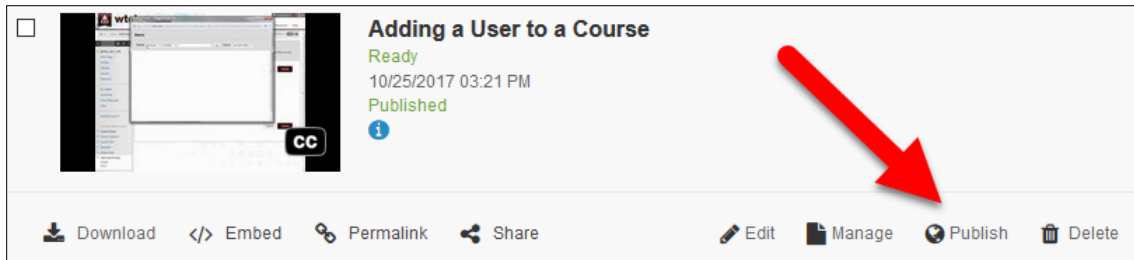 Adding a User to a Course
Ready
10/25/2017 03:21 PM
Published
CC
Download Embed Permalink Share Edit Manage Publish Delete